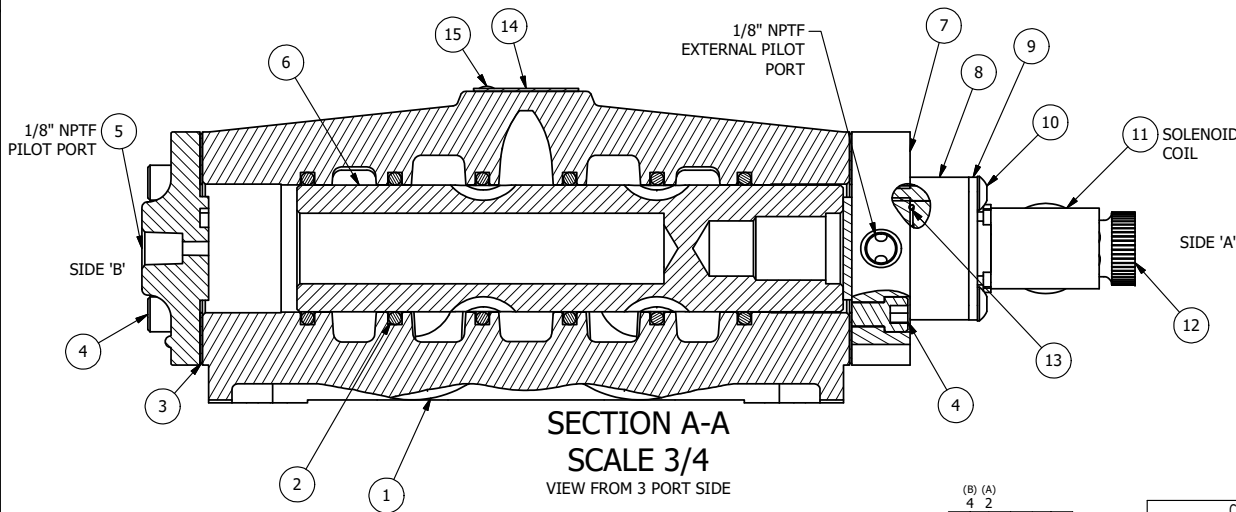 15
14
1/8" NPTF
EXTERNAL PILOT
PORT
7
9
6
8
1/8" NPTF
PILOT PORT
5
10
11
SOLENOID
COIL
SIDE 'B'
SIDE 'A'
4
12
3
13
4
2
1
SECTION A-A
SCALE 3/4
VIEW FROM 3 PORT SIDE
(B) (A)
4 2